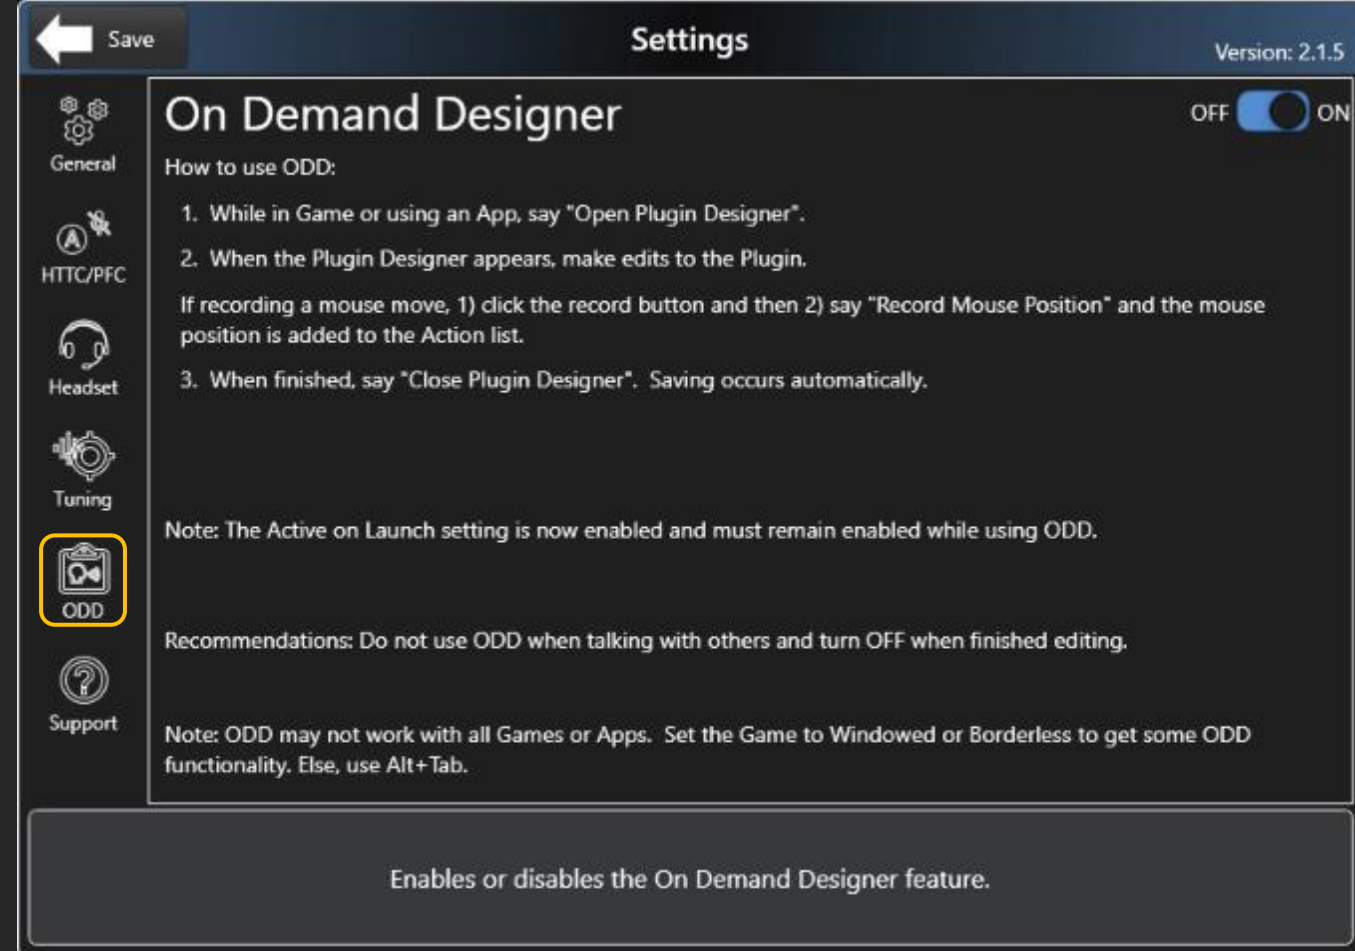 Save
Settings
Version: 2.1.5
General
HTTC/PFC
Headset
Tuning
ODD
Support
On Demand Designer
OFF ON
How to use ODD:
1. While in Game or using an App, say "Open Plugin Designer".
2. When the Plugin Designer appears, make edits to the Plugin.
If recording a mouse move, 1) click the record button and then 2) say "Record Mouse Position" and the mouse
position is added to the Action list.
3. When finished, say "Close Plugin Designer". Saving occurs automatically.
Note: The Active on Launch setting is now enabled and must remain enabled while using ODD.
Recommendations: Do not use ODD when talking with others and turn OFF when finished editing.
Note: ODD may not work with all Games or Apps. Set the Game to Windowed or Borderless to get some ODD
functionality. Else, use Alt+Tab.
Enables or disables the On Demand Designer feature.